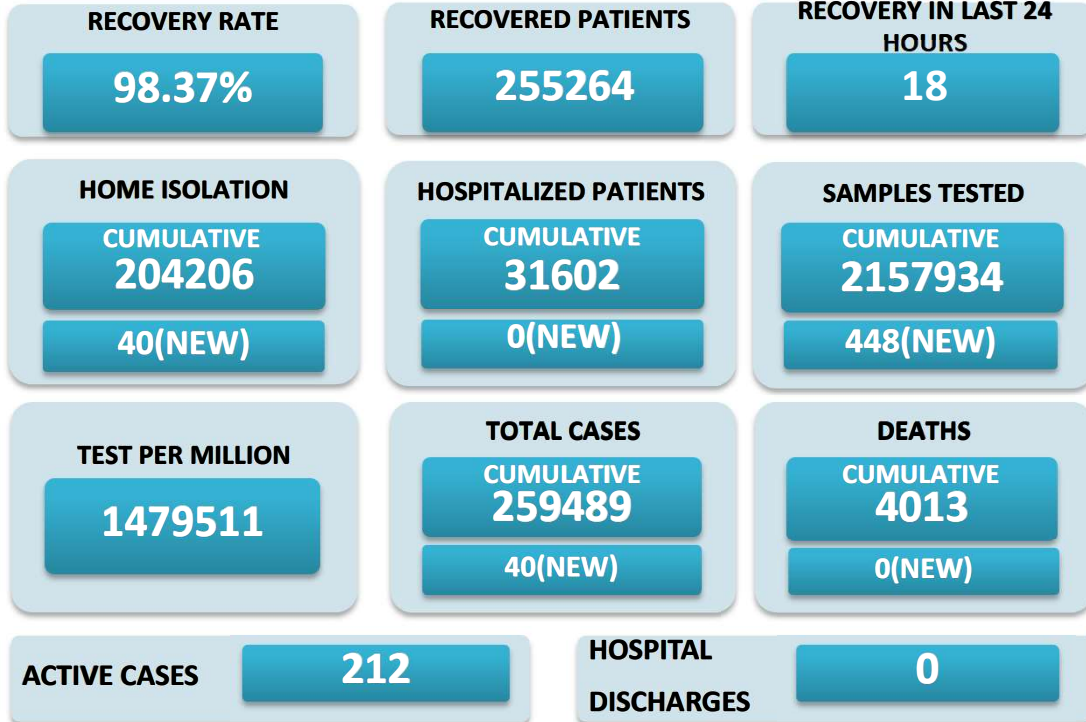 RECOVERY RATE
98.37%
RECOVERED PATIENTS
255264
RECOVERY IN LAST 24
HOURS
18
HOME ISOLATION
CUMULATIVE
204206
40(NEW)
HOSPITALIZED PATIENTS
CUMULATIVE
31602
0(NEW)
SAMPLES TESTED
CUMULATIVE
2157934
448(NEW)
TEST PER MILLION
1479511
TOTAL CASES
CUMULATIVE
259489
40(NEW)
DEATHS
CUMULATIVE
4013
0(NEW)
ACTIVE CASES
212
HOSPITAL
DISCHARGES
0